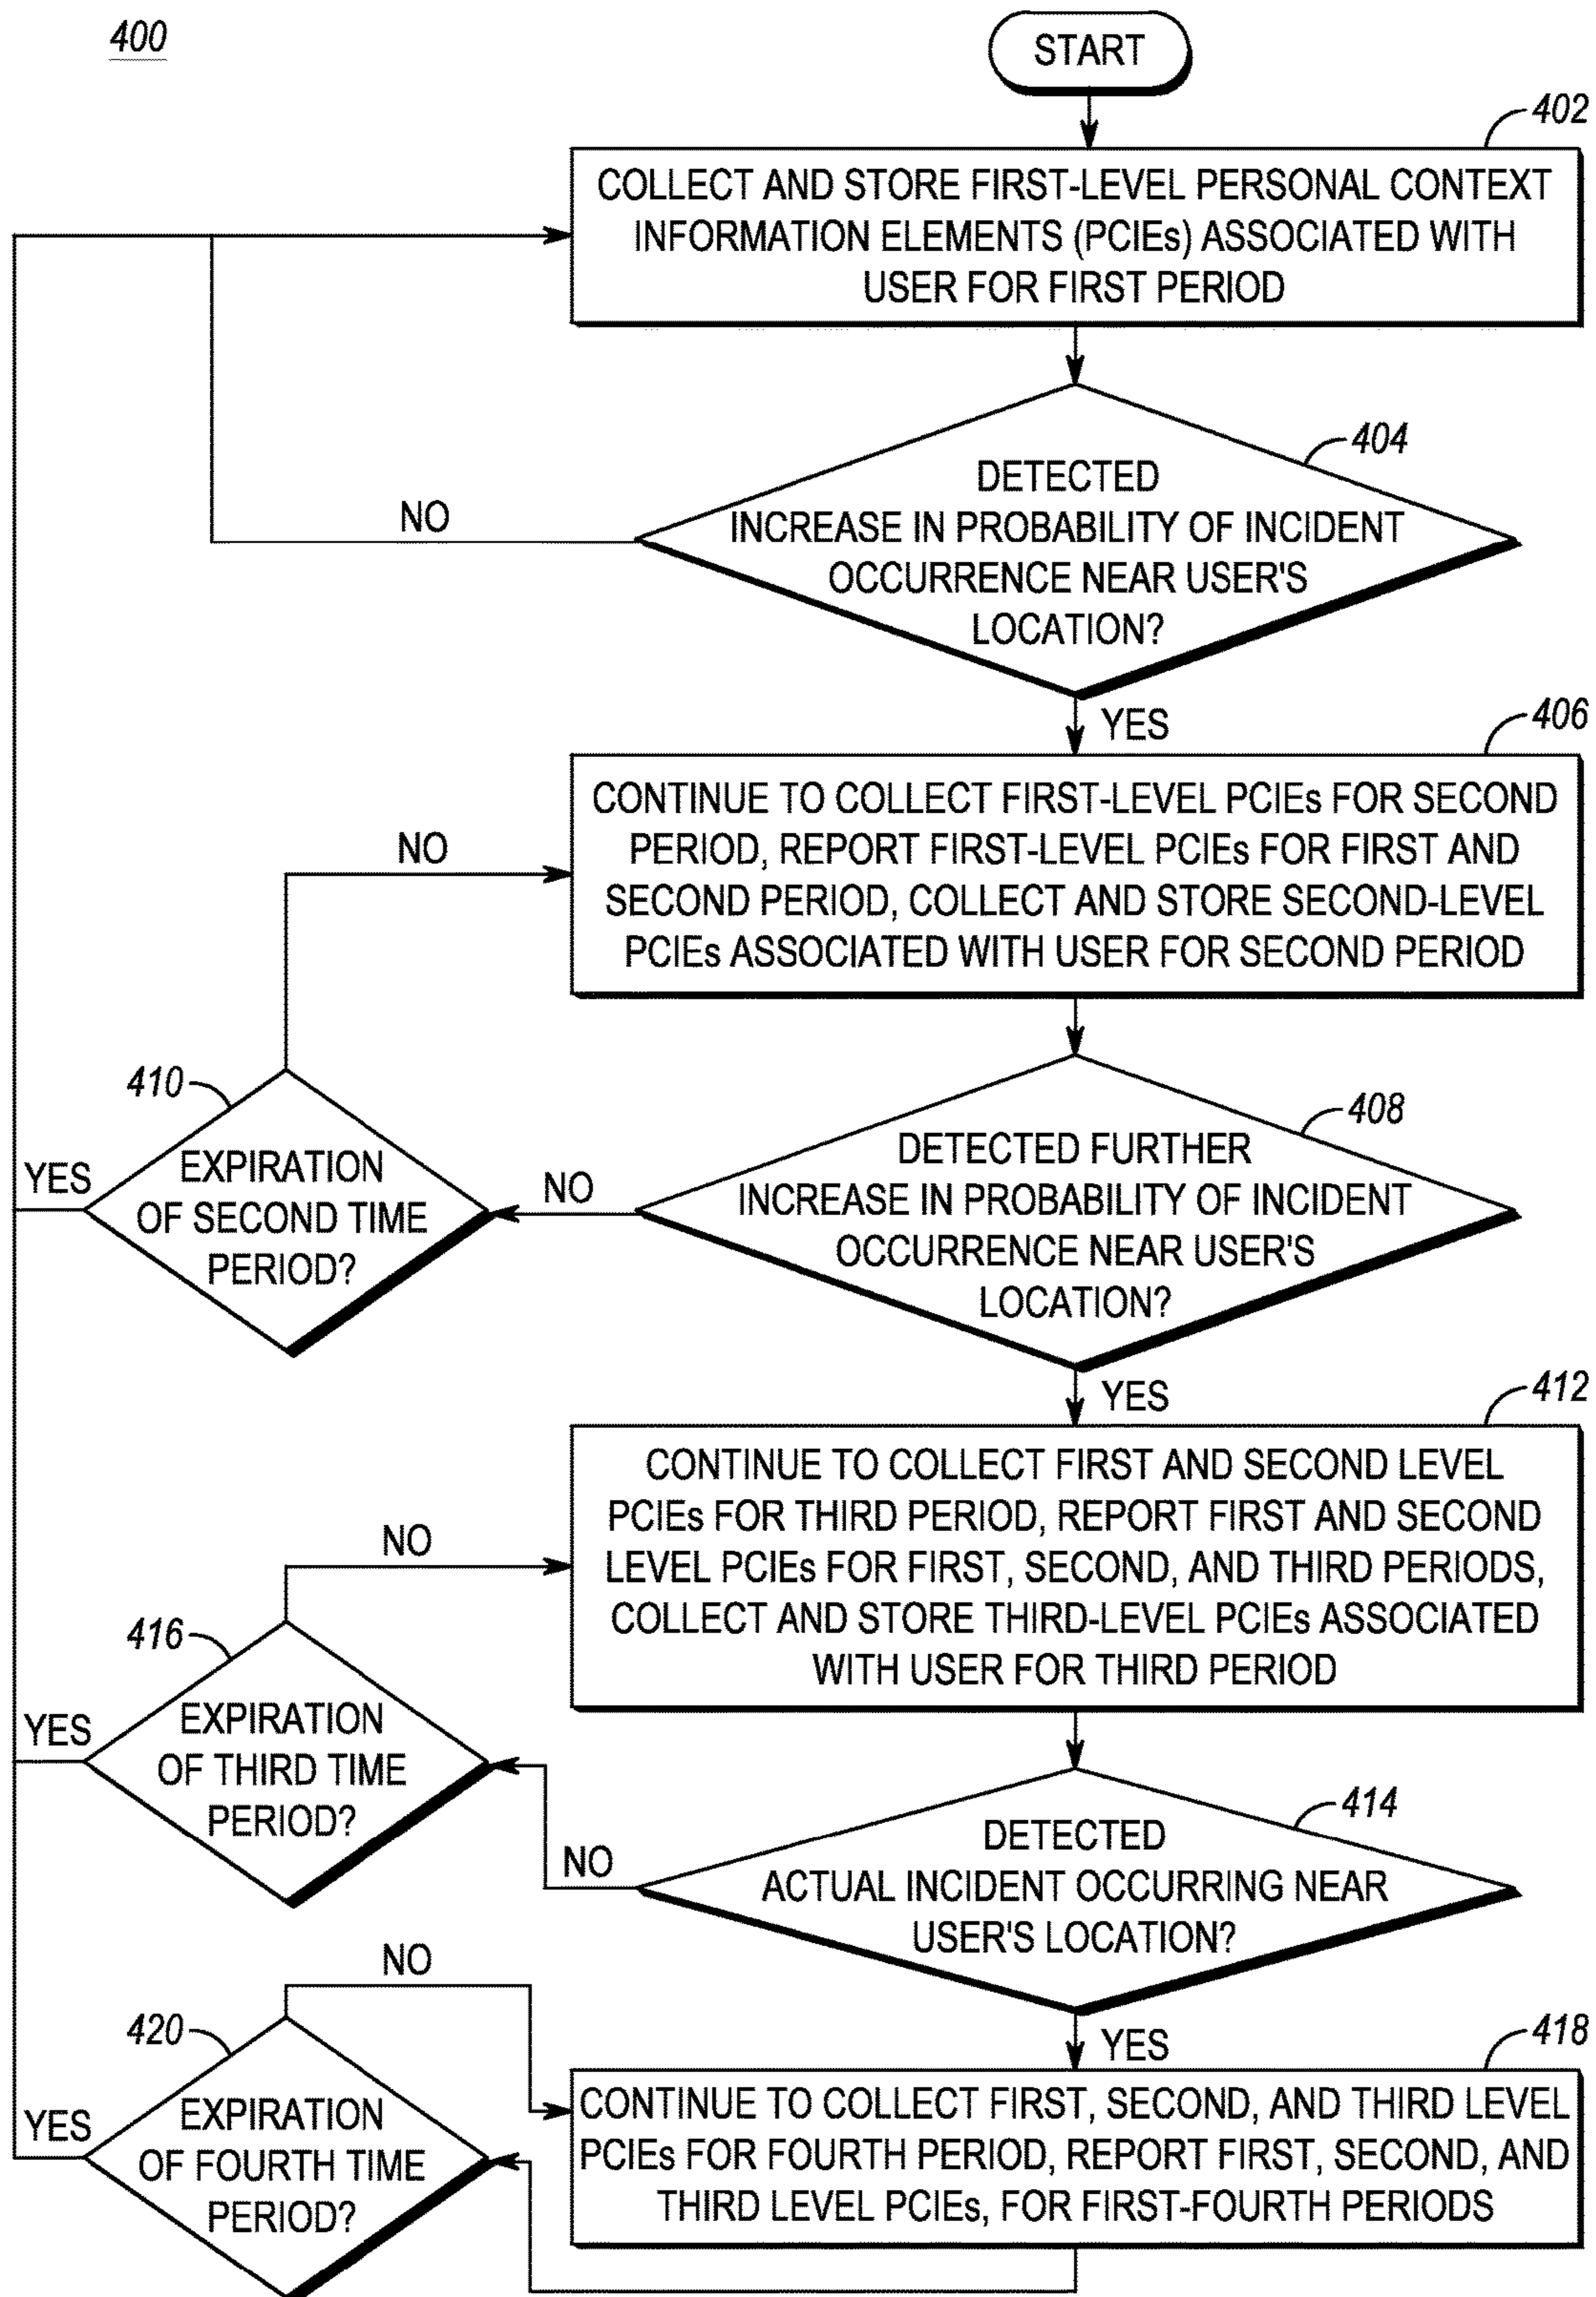 400
START
402
COLLECT AND STORE FIRST-LEVEL PERSONAL CONTEXT
INFORMATION ELEMENTS (PCIEs) ASSOCIATED WITH
USER FOR FIRST PERIOD
404
DETECTED
INCREASE IN PROBABILITY OF INCIDENT
OCCURRENCE NEAR USER'S
LOCATION?
NO
YES
406
CONTINUE TO COLLECT FIRST-LEVEL PCIEs FOR SECOND
PERIOD, REPORT FIRST-LEVEL PCIEs FOR FIRST AND
SECOND PERIOD, COLLECT AND STORE SECOND-LEVEL
PCIEs ASSOCIATED WITH USER FOR SECOND PERIOD
NO
408
DETECTED FURTHER
INCREASE IN PROBABILITY OF INCIDENT
OCCURRENCE NEAR USER'S
LOCATION?
NO
410
EXPIRATION
OF SECOND TIME
PERIOD?
YES
YES
412
CONTINUE TO COLLECT FIRST AND SECOND LEVEL
PCIEs FOR THIRD PERIOD, REPORT FIRST AND SECOND
LEVEL PCIEs FOR FIRST, SECOND, AND THIRD PERIODS,
COLLECT AND STORE THIRD-LEVEL PCIEs ASSOCIATED
WITH USER FOR THIRD PERIOD
NO
414
DETECTED
ACTUAL INCIDENT OCCURRING NEAR
USER'S LOCATION?
NO
416
EXPIRATION
OF THIRD TIME
PERIOD?
YES
YES
418
CONTINUE TO COLLECT FIRST, SECOND, AND THIRD LEVEL
PCIEs FOR FOURTH PERIOD, REPORT FIRST, SECOND, AND
THIRD LEVEL PCIEs, FOR FIRST-FOURTH PERIODS
NO
420
EXPIRATION
OF FOURTH TIME
PERIOD?
YES